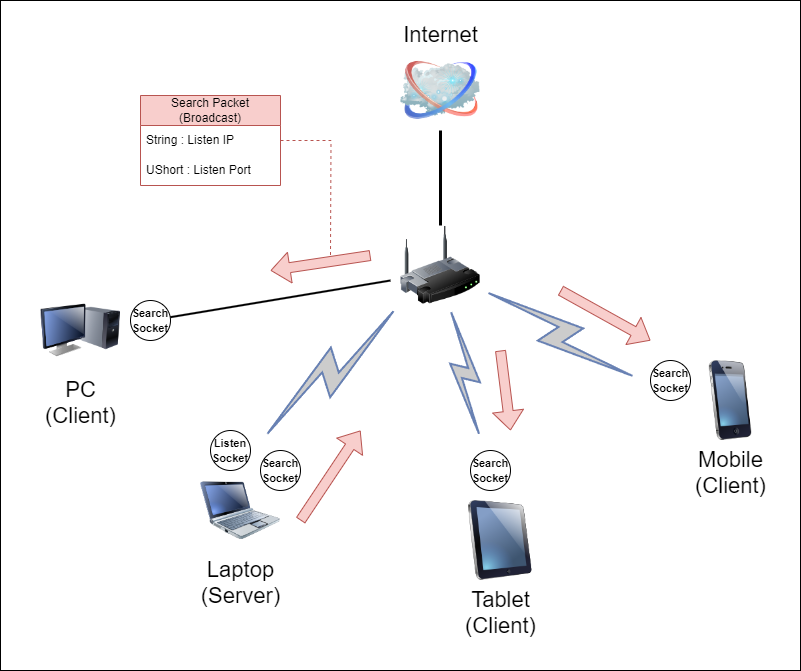 Internet
Search Packet
(Broadcast)
String : Listen IP
UShort : Listen Port
Search
Socket
PC
(Client)
Search
Socket
Mobile
(Client)
Listen
Socket
Search
Socket
Laptop
(Server)
Search
Socket
Tablet
(Client)